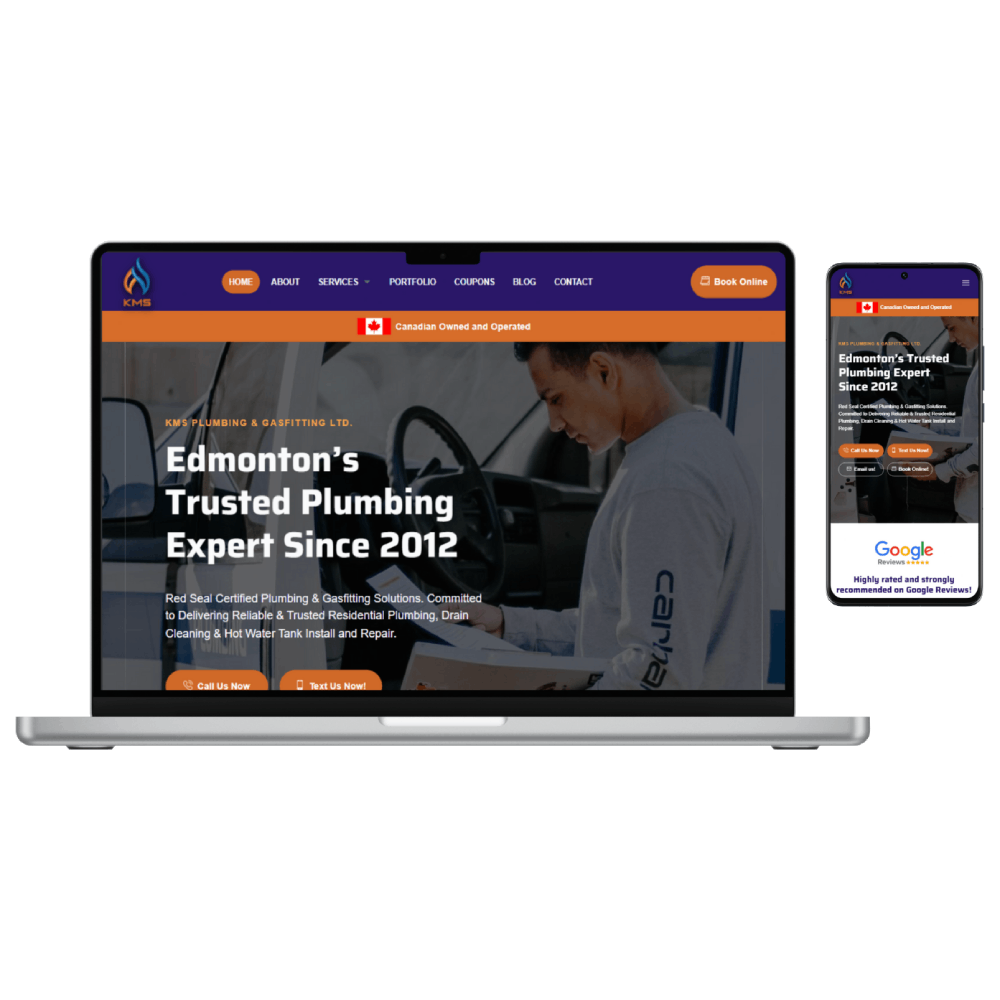 KMS
HOME
ABOUT
SERVICES
PORTFOLIO
COUPONS
BLOG
CONTACT
Book Online
Canadian Owned and Operated
KMS PLUMBING & GASFITTING LTD.
Edmonton's
Trusted Plumbing
Expert Since 2012
Red Seal Certified Plumbing & Gasfitting Solutions. Committed
to Delivering Reliable & Trusted Residential Plumbing, Drain
Cleaning & Hot Water Tank Install and Repair.
Call Us Now
Text Us Now!
carha
KMS
Canadian Owned and Operated
KMS PLUMBING & GASFITTING LTD.
Edmonton's Trusted
Plumbing Expert
Since 2012
Red Seal Certified Plumbing & Gasfitting Solutions.
Committed to Delivering Reliable & Trusted Residential
Plumbing, Drain Cleaning & Hot Water Tank Install and
Repair
Call Us Now
Text Us Now!
Email us!
Book Online!
Google
Reviews
Highly rated and strongly
recommended on Google Reviews!